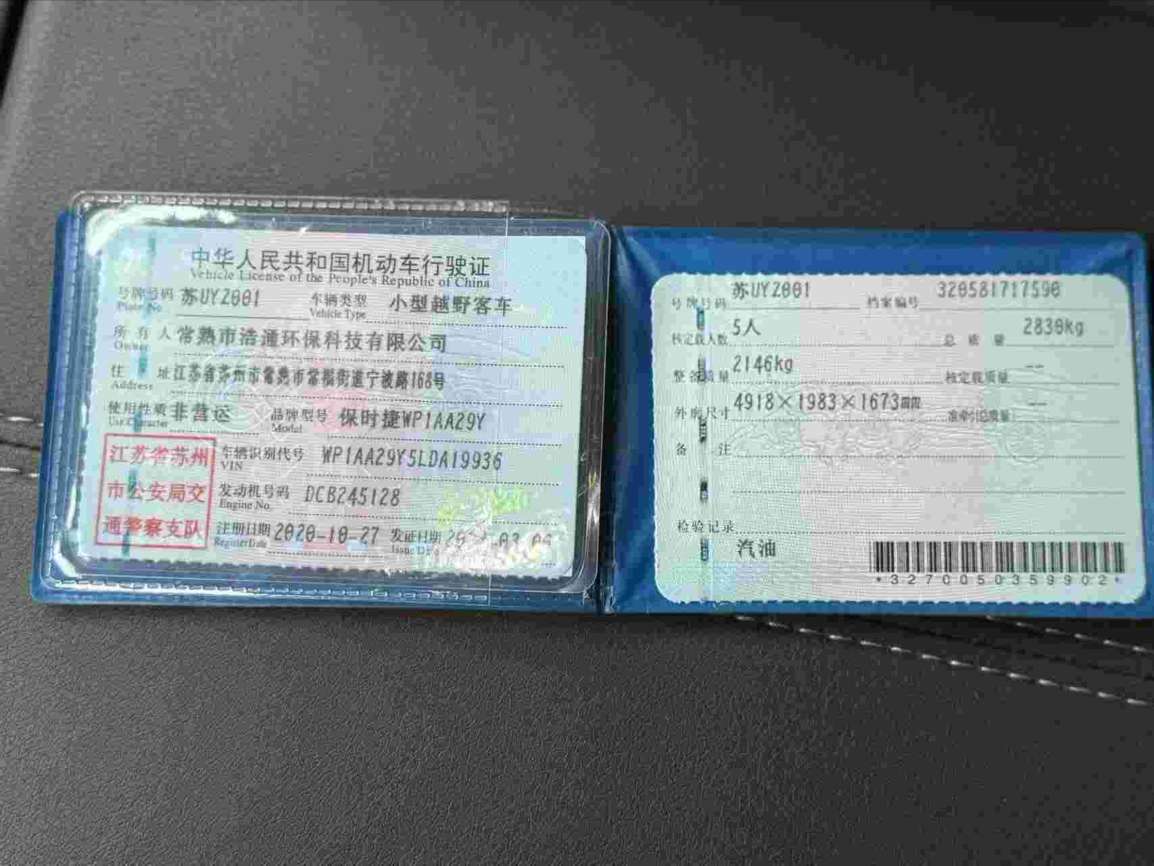 中华人民共和国机动车行驶证
Vehicle License of the People's Republic of China
号牌号码 苏UYZ001 车辆类型 小型越野客车
Plate No. Vehicle Type
所有人 常熟市浩通环保科技有限公司
Owner
住址 江苏省苏州市常熟市常福街道宁波路168号
Address
使用性质 非营运 品牌型号 保时捷WP1AA29Y
Use Character Model
车辆识别代号 WP1AA29Y5LDA19936
VIN
发动机号码 DCB245128
Engine No.
注册日期 2020-10-27 发证日期
Register Date Issue Date
江苏省苏州
市公安局交
通警察支队
号牌号码 苏UYZ001 档案编号 320581717590
核定载人数 5人 总质量 2830kg
整备质量 2146kg 核定载质量 --
外廓尺寸 4918×1983×1673mm 准牵引总质量 --
备注
检验记录
汽油
*3270050359902*